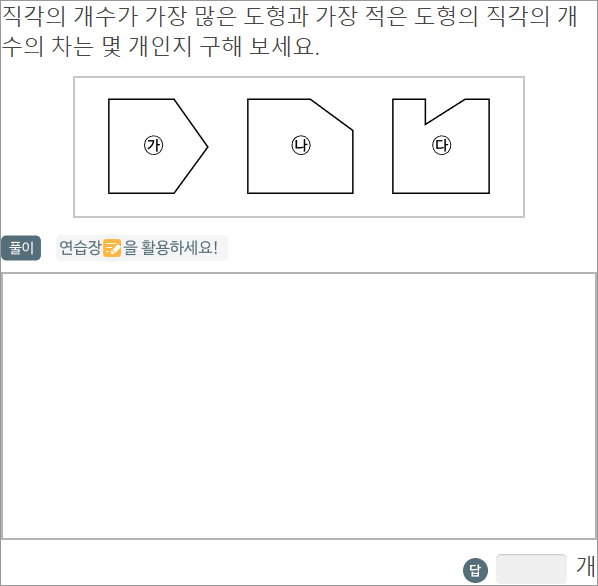 직각의 개수가 가장 많은 도형과 가장 적은 도형의 직각의 개
수의 차는 몇 개인지 구해 보세요.
㉮ ㉯ ㉰
풀이 연습장을 활용하세요!
답 개